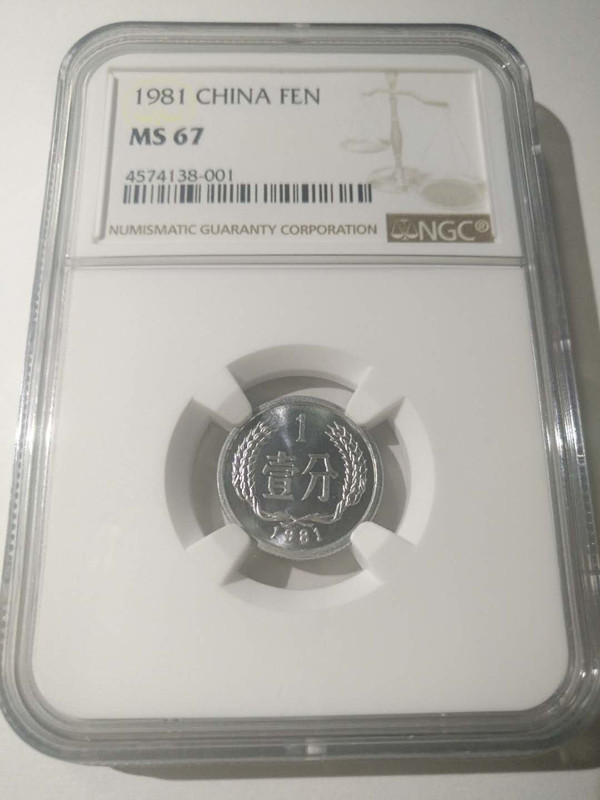 1981 CHINA FEN
MS 67
4574138-001
NUMISMATIC GUARANTY CORPORATION
NGC®
1
壹分
1981